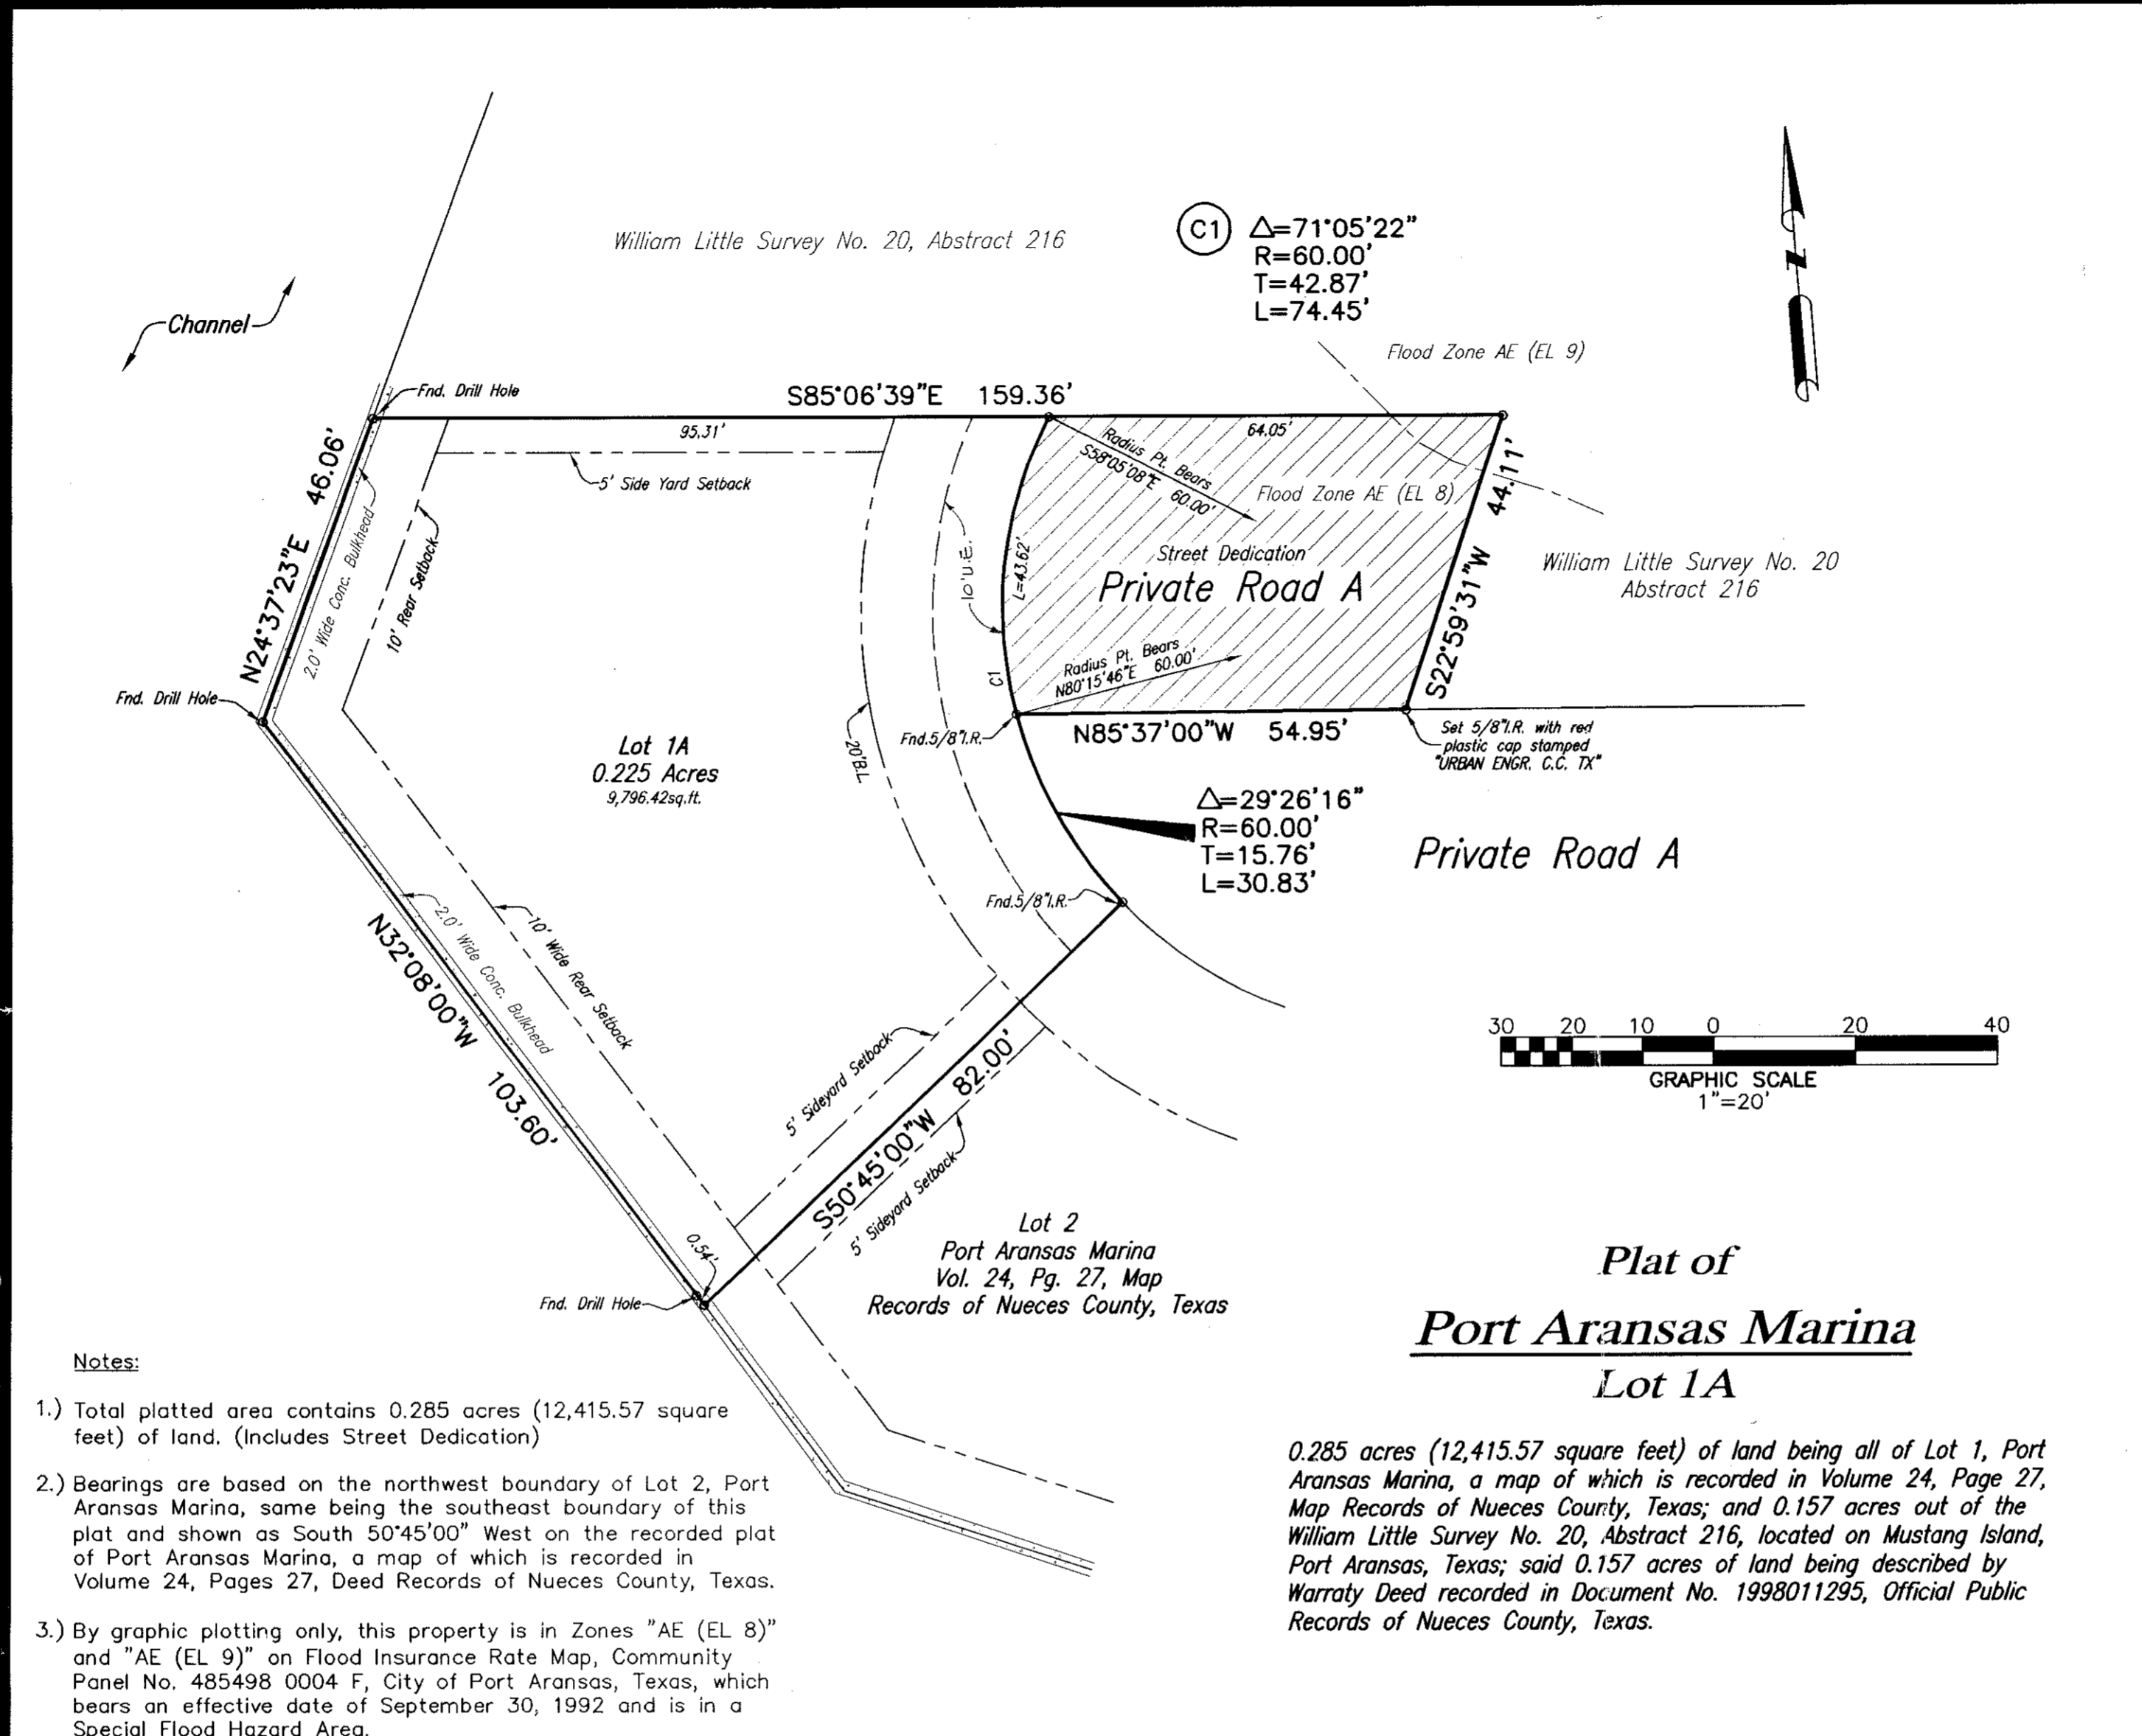 William Little Survey No. 20, Abstract 216
C1
Δ=71°05'22"
R=60.00'
T=42.87'
L=74.45'
Channel
Flood Zone AE (EL 9)
Fnd. Drill Hole
S85°06'39"E 159.36'
95.31'
64.05'
5' Side Yard Setback
Radius Pt. Bears
S58°05'08"E 60.00'
Flood Zone AE (EL 8)
N24°37'23"E 46.06'
2.0' Wide Conc. Bulkhead
10' Rear Setback
10' U.E.
L=43.62'
Street Dedication
Private Road A
S22°59'31"W 44.11'
William Little Survey No. 20
Abstract 216
Radius Pt. Bears
N80°15'46"E 60.00'
C1
Fnd. Drill Hole
Fnd.5/8"I.R.
N85°37'00"W 54.95'
Set 5/8"I.R. with red
plastic cap stamped
"URBAN ENGR. C.C. TX"
Lot 1A
0.225 Acres
9,796.42sq.ft.
20'B.L.
Δ=29°26'16"
R=60.00'
T=15.76'
L=30.83'
Private Road A
Fnd.5/8"I.R.
N32°08'00"W 103.60'
2.0' Wide Conc. Bulkhead
10' Wide Rear Setback
30 20 10 0 20 40
GRAPHIC SCALE
1"=20'
5' Sideyard Setback
S50°45'00"W 82.00'
5' Sideyard Setback
0.54'
Fnd. Drill Hole
Lot 2
Port Aransas Marina
Vol. 24, Pg. 27, Map
Records of Nueces County, Texas
Plat of
Port Aransas Marina
Lot 1A
0.285 acres (12,415.57 square feet) of land being all of Lot 1, Port
Aransas Marina, a map of which is recorded in Volume 24, Page 27,
Map Records of Nueces County, Texas; and 0.157 acres out of the
William Little Survey No. 20, Abstract 216, located on Mustang Island,
Port Aransas, Texas; said 0.157 acres of land being described by
Warraty Deed recorded in Document No. 1998011295, Official Public
Records of Nueces County, Texas.
Notes:
1.) Total platted area contains 0.285 acres (12,415.57 square
feet) of land. (Includes Street Dedication)
2.) Bearings are based on the northwest boundary of Lot 2, Port
Aransas Marina, same being the southeast boundary of this
plat and shown as South 50°45'00" West on the recorded plat
of Port Aransas Marina, a map of which is recorded in
Volume 24, Pages 27, Deed Records of Nueces County, Texas.
3.) By graphic plotting only, this property is in Zones "AE (EL 8)"
and "AE (EL 9)" on Flood Insurance Rate Map, Community
Panel No. 485498 0004 F, City of Port Aransas, Texas, which
bears an effective date of September 30, 1992 and is in a
Special Flood Hazard Area.